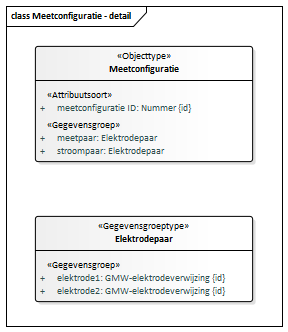 class Meetconfiguratie - detail
«Objecttype»
Meetconfiguratie
«Attribuutsoort»
+ meetconfiguratie ID: Nummer {id}
«Gegevensgroep»
+ meetpaar: Elektrodepaar
+ stroompaar: Elektrodepaar
«Gegevensgroeptype»
Elektrodepaar
«Gegevensgroep»
+ elektrode1: GMW-elektrodeverwijzing {id}
+ elektrode2: GMW-elektrodeverwijzing {id}